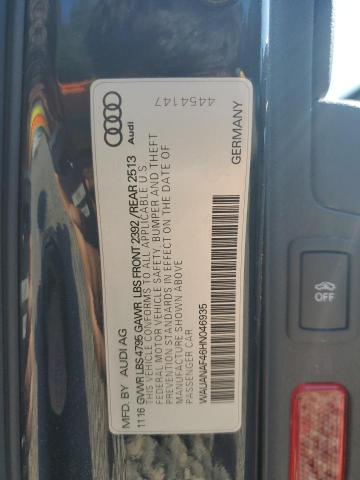 4454147
Audi
GERMANY
MFD. BY AUDI AG
11 16 GVWR LBS 4795 GAWR LBS FRONT 2392 /REAR 2513
THIS VEHICLE CONFORMS TO ALL APPLICABLE U S
FEDERAL MOTOR VEHICLE SAFETY, BUMPER AND THEFT
PREVENTION STANDARDS IN EFFECT ON THE DATE OF
MANUFACTURE SHOWN ABOVE
PASSENGER CAR
WAUANAF46HN046935
OFF